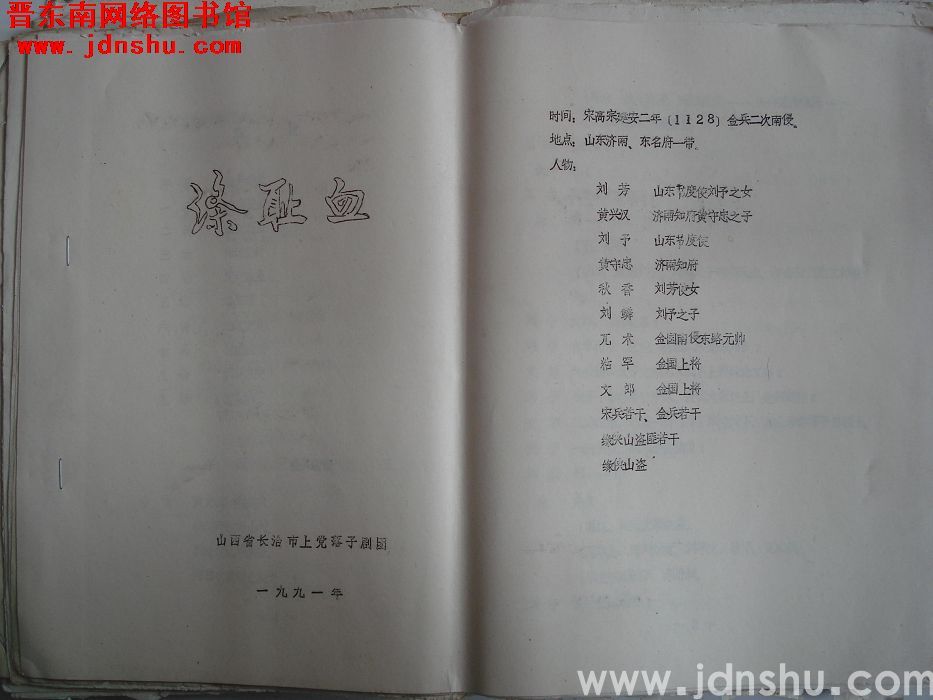 晋东南网络图书馆
www.jdnshu.com
涤耻血
山西省长治市上党落子剧团
一九九一年
时间：宋高宗建安二年（1128）金兵二次南侵。
地点：山东济南、东名府一带。
人物：
刘芳 山东节度使刘予之女
黄兴汉 济南知府黄守忠之子
刘予 山东节度使
黄守忠 济南知府
秋香 刘芳使女
刘麟 刘予之子
兀术 金国南侵东路元帅
粘罕 金国上将
文郎 金国上将
宋兵若干、金兵若干
缘侠山盗匪若干
缘侠山盗
www.jdnshu.com